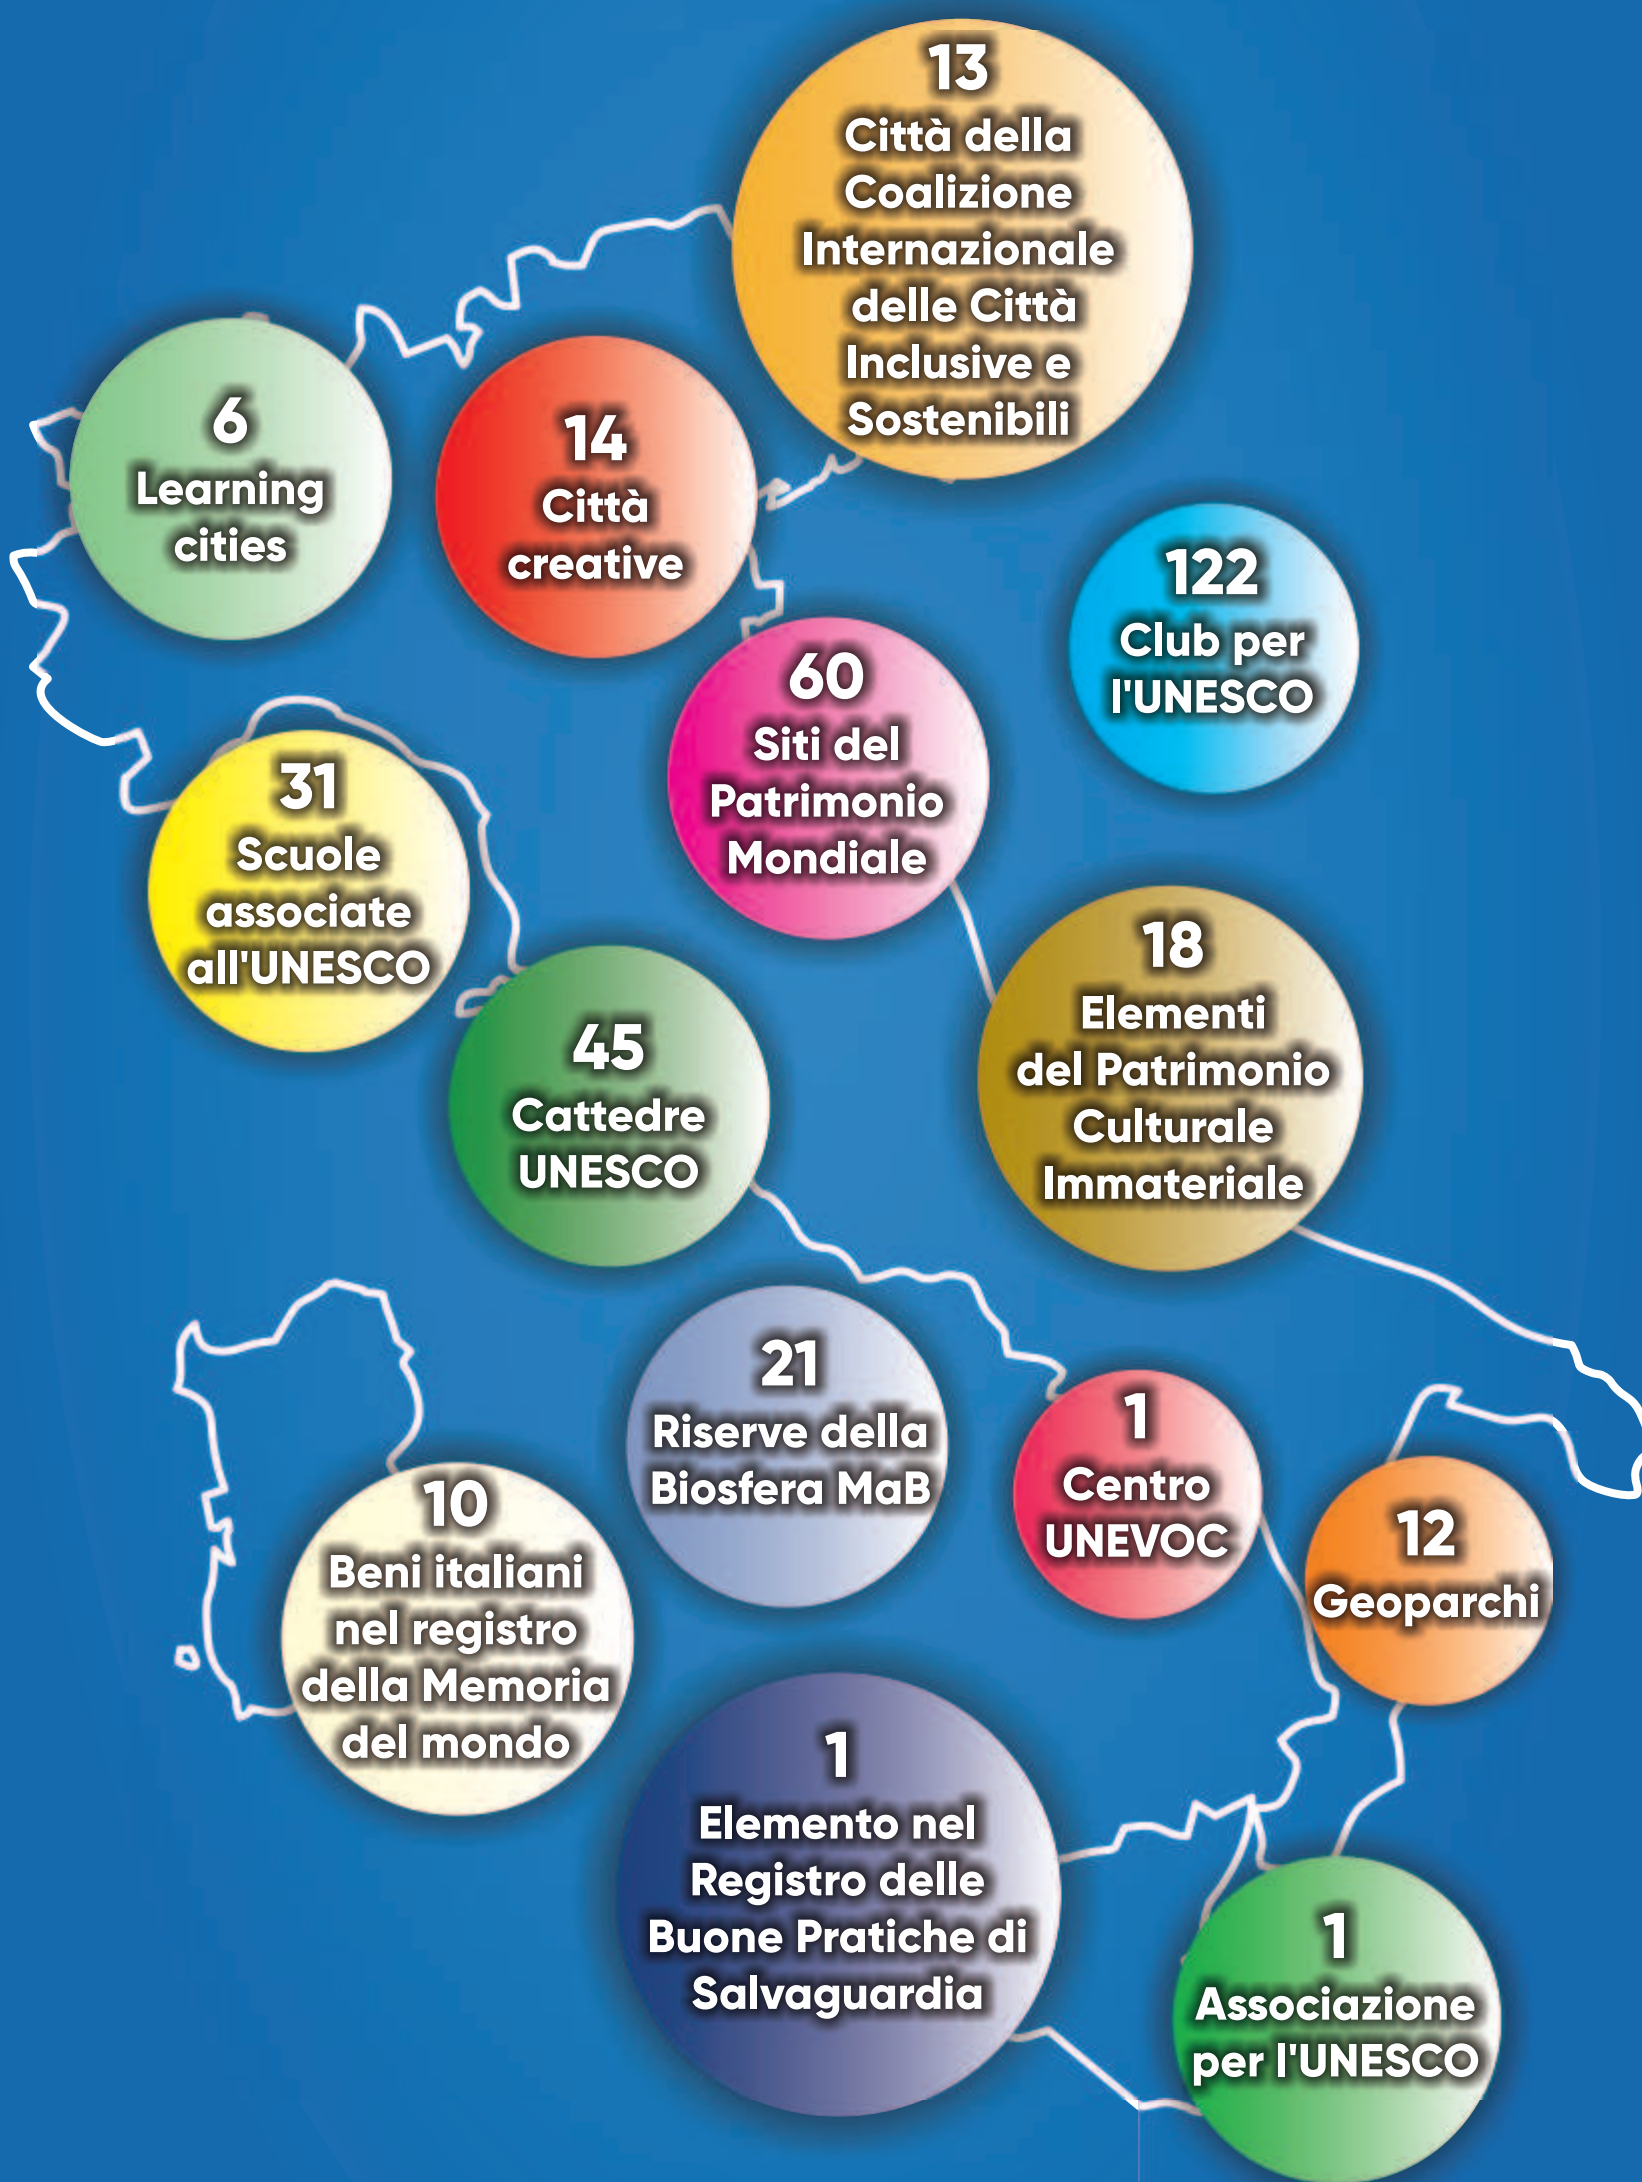 13
Città della
Coalizione
Internazionale
delle Città
Inclusive e
Sostenibili
6
Learning
cities
14
Città
creative
122
Club per
l'UNESCO
60
Siti del
Patrimonio
Mondiale
31
Scuole
associate
all'UNESCO
18
Elementi
del Patrimonio
Culturale
Immateriale
45
Cattedre
UNESCO
21
Riserve della
Biosfera MaB
1
Centro
UNEVOC
12
Geoparchi
10
Beni italiani
nel registro
della Memoria
del mondo
1
Elemento nel
Registro delle
Buone Pratiche di
Salvaguardia
1
Associazione
per l'UNESCO